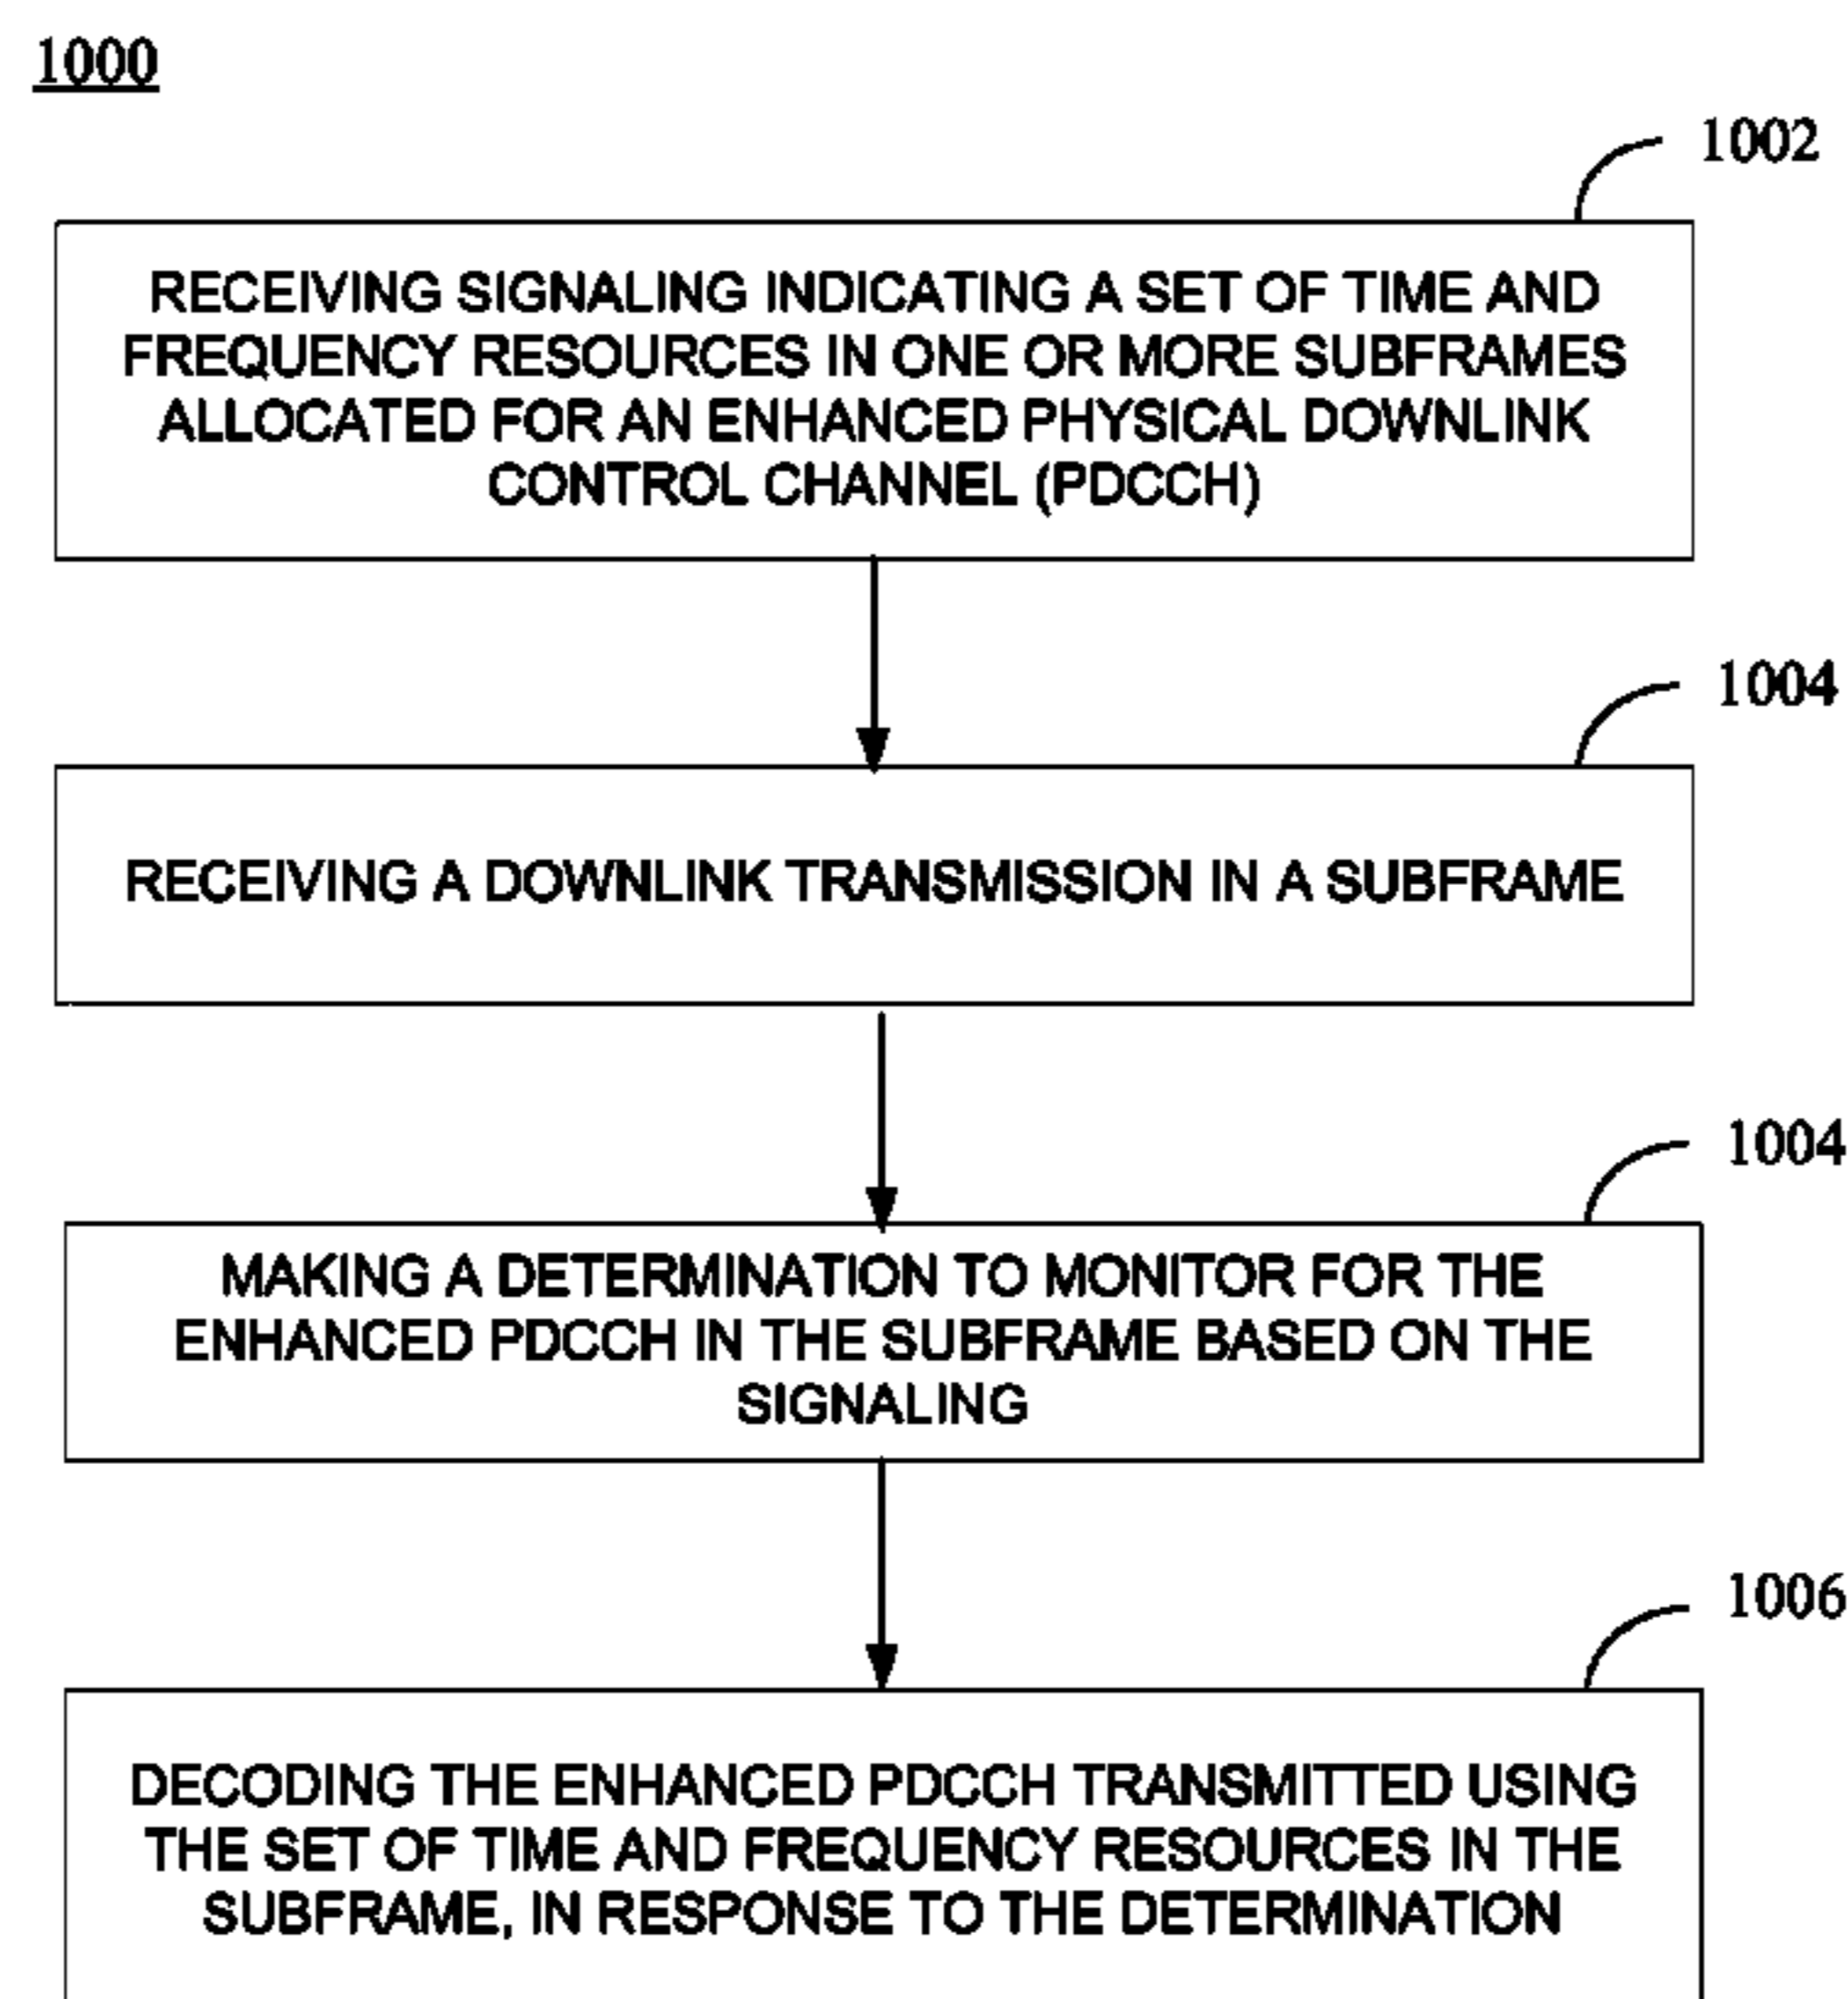 1000
1002
RECEIVING SIGNALING INDICATING A SET OF TIME AND
FREQUENCY RESOURCES IN ONE OR MORE SUBFRAMES
ALLOCATED FOR AN ENHANCED PHYSICAL DOWNLINK
CONTROL CHANNEL (PDCCH)
1004
RECEIVING A DOWNLINK TRANSMISSION IN A SUBFRAME
1004
MAKING A DETERMINATION TO MONITOR FOR THE
ENHANCED PDCCH IN THE SUBFRAME BASED ON THE
SIGNALING
1006
DECODING THE ENHANCED PDCCH TRANSMITTED USING
THE SET OF TIME AND FREQUENCY RESOURCES IN THE
SUBFRAME, IN RESPONSE TO THE DETERMINATION